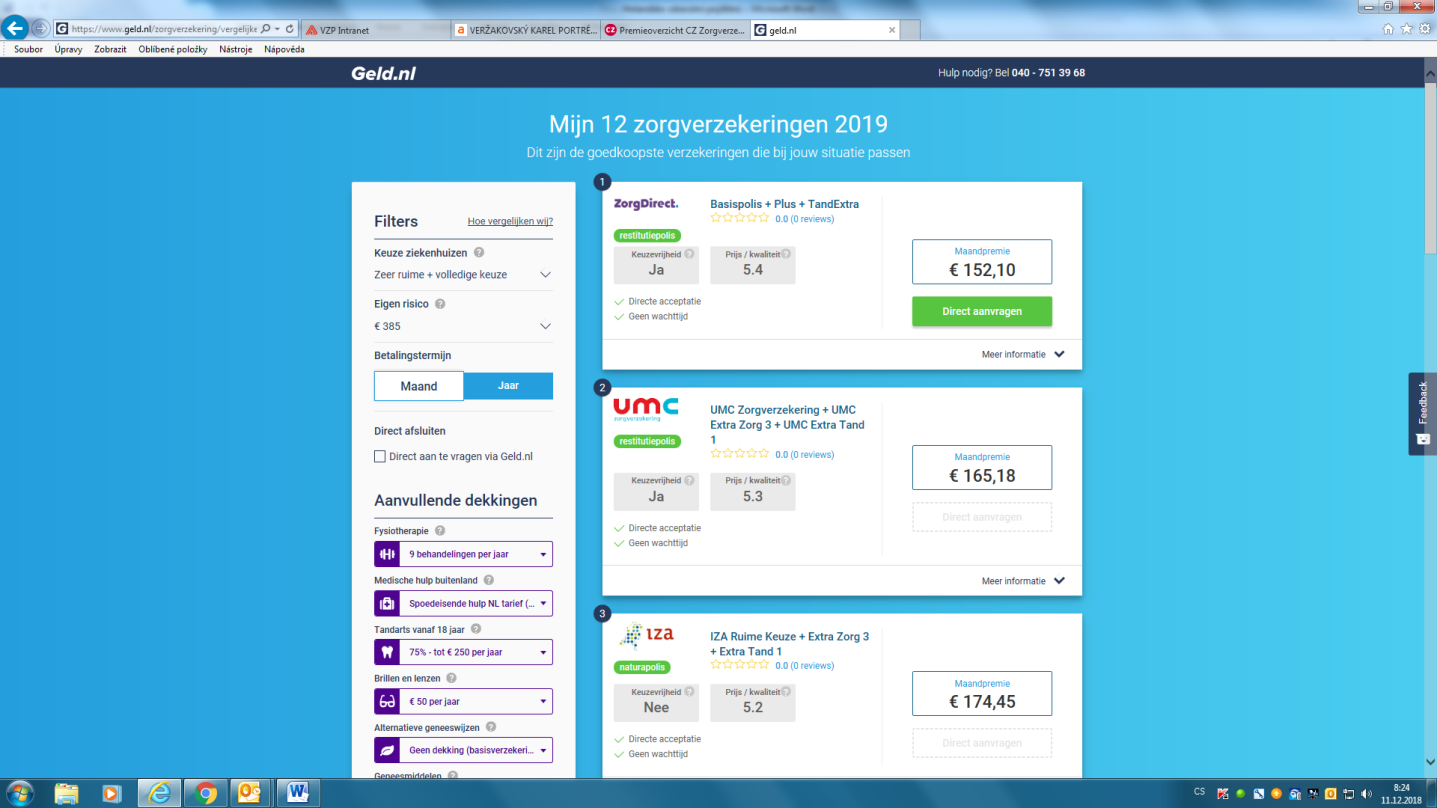 https://www.geld.nl/zorgverzekering/vergelijke
VZP Intranet
VERŽAKOVSKÝ KAREL PORTRÉ...
Premieoverzicht CZ Zorgverze...
geld.nl
Soubor Úpravy Zobrazit Oblíbené položky Nástroje Nápověda
Geld.nl
Hulp nodig? Bel 040 - 751 39 68
Mijn 12 zorgverzekeringen 2019
Dit zijn de goedkoopste verzekeringen die bij jouw situatie passen
Filters
Hoe vergelijken wij?
Keuze ziekenhuizen ?
Zeer ruime + volledige keuze
Eigen risico ?
€ 385
Betalingstermijn
Maand Jaar
Direct afsluiten
Direct aan te vragen via Geld.nl
Aanvullende dekkingen
Fysiotherapie ?
9 behandelingen per jaar
Medische hulp buitenland ?
Spoedeisende hulp NL tarief (...
Tandarts vanaf 18 jaar ?
75% - tot € 250 per jaar
Brillen en lenzen ?
€ 50 per jaar
Alternatieve geneeswijzen ?
Geen dekking (basisverzekeri...
Geneesmiddelen ?
1
ZorgDirect.
restitutiepolis
Basispolis + Plus + TandExtra
0.0 (0 reviews)
Keuzevrijheid ?
Ja
Prijs / kwaliteit ?
5.4
Directe acceptatie
Geen wachttijd
Maandpremie
€ 152,10
Direct aanvragen
Meer informatie
2
umc
zorgverzekering
restitutiepolis
UMC Zorgverzekering + UMC
Extra Zorg 3 + UMC Extra Tand
1
0.0 (0 reviews)
Keuzevrijheid ?
Ja
Prijs / kwaliteit ?
5.3
Directe acceptatie
Geen wachttijd
Maandpremie
€ 165,18
Direct aanvragen
Meer informatie
3
IZA
naturapolis
IZA Ruime Keuze + Extra Zorg 3
+ Extra Tand 1
0.0 (0 reviews)
Keuzevrijheid ?
Nee
Prijs / kwaliteit ?
5.2
Directe acceptatie
Geen wachttijd
Maandpremie
€ 174,45
Direct aanvragen
Feedback
CS
8:24
11.12.2018